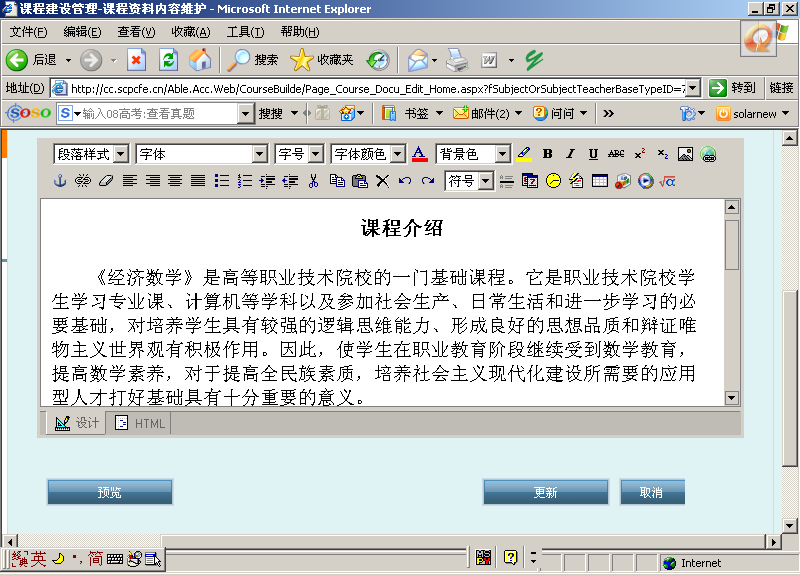 课程建设管理-课程资料内容维护 - Microsoft Internet Explorer
文件(F) 编辑(E) 查看(V) 收藏(A) 工具(T) 帮助(H)
后退 搜索 收藏夹
地址(D) http://cc.scpcfe.cn/Able.Acc.Web/CourseBuilde/Page_Course_Docu_Edit_Home.aspx?fSubjectOrSubjectTeacherBaseTypeID=7 转到 链接
SOSO 输入08高考:查看真题 搜搜 书签 邮件(2) 问问 » solarnew
段落样式 字体 字号 字体颜色 A 背景色 B I U ABC x² x₂
符号 √α
课程介绍
《经济数学》是高等职业技术院校的一门基础课程。它是职业技术院校学
生学习专业课、计算机等学科以及参加社会生产、日常生活和进一步学习的必
要基础，对培养学生具有较强的逻辑思维能力、形成良好的思想品质和辩证唯
物主义世界观有积极作用。因此，使学生在职业教育阶段继续受到数学教育，
提高数学素养，对于提高全民族素质，培养社会主义现代化建设所需要的应用
型人才打好基础具有十分重要的意义。
设计 HTML
预览 更新 取消
英 简 Internet